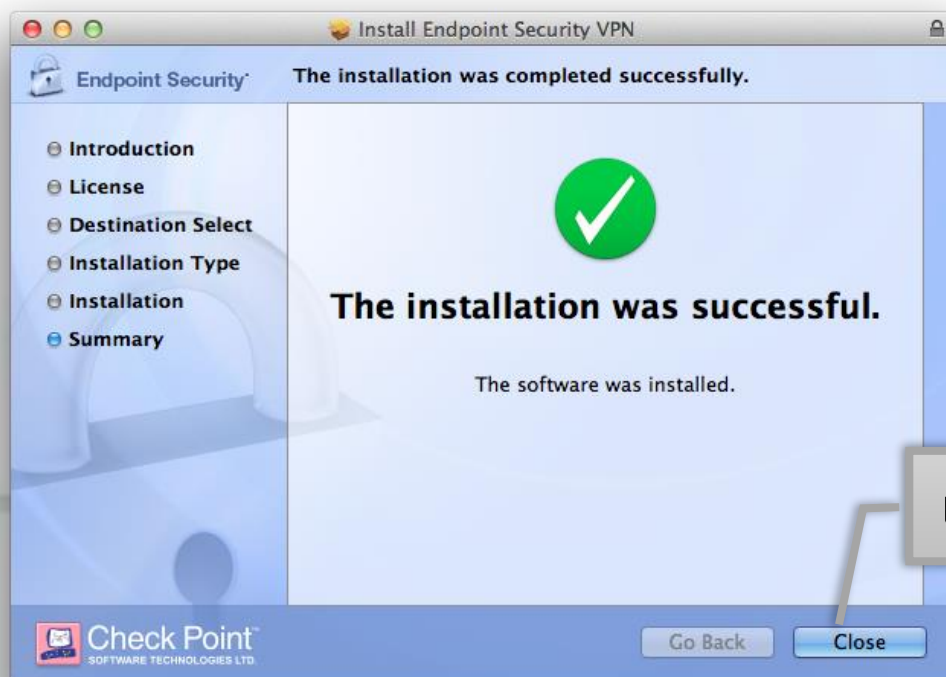 Install Endpoint Security VPN
Endpoint Security
The installation was completed successfully.
Introduction
License
Destination Select
Installation Type
Installation
Summary
The installation was successful.
The software was installed.
Check Point™
SOFTWARE TECHNOLOGIES LTD.
Go Back
Close